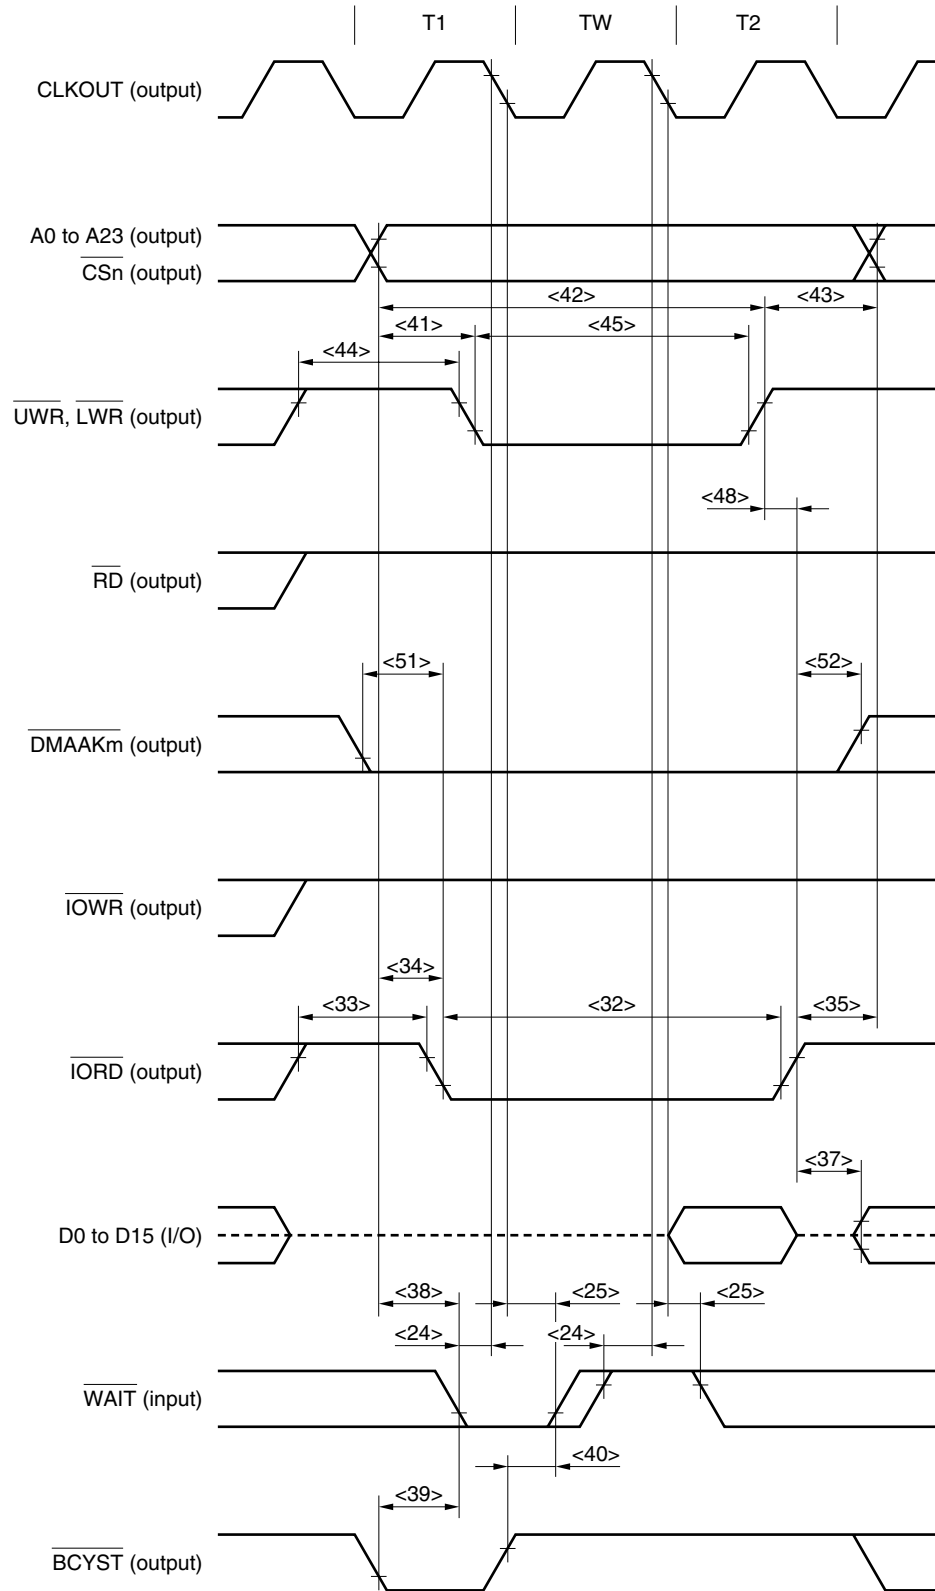 T1 TW T2
CLKOUT (output)
A0 to A23 (output)
CSn (output)
<42> <43>
<41> <45>
<44>
UWR, LWR (output)
<48>
RD (output)
<51> <52>
DMAAKm (output)
IOWR (output)
<34>
<33> <32> <35>
IORD (output)
<37>
D0 to D15 (I/O)
<38> <25> <25>
<24> <24>
WAIT (input)
<40>
<39>
BCYST (output)